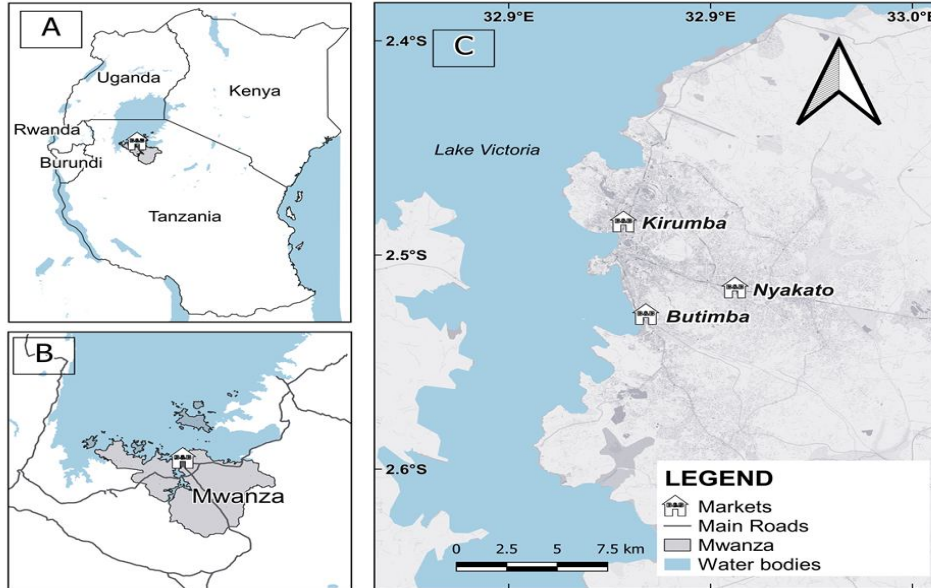 A
Uganda
Kenya
Rwanda
Burundi
Tanzania
B
Mwanza
32.9°E
32.9°E
33.0°E
2.4°S
C
Lake Victoria
Kirumba
2.5°S
Nyakato
Butimba
2.6°S
LEGEND
Markets
Main Roads
Mwanza
Water bodies
0 2.5 5 7.5 km